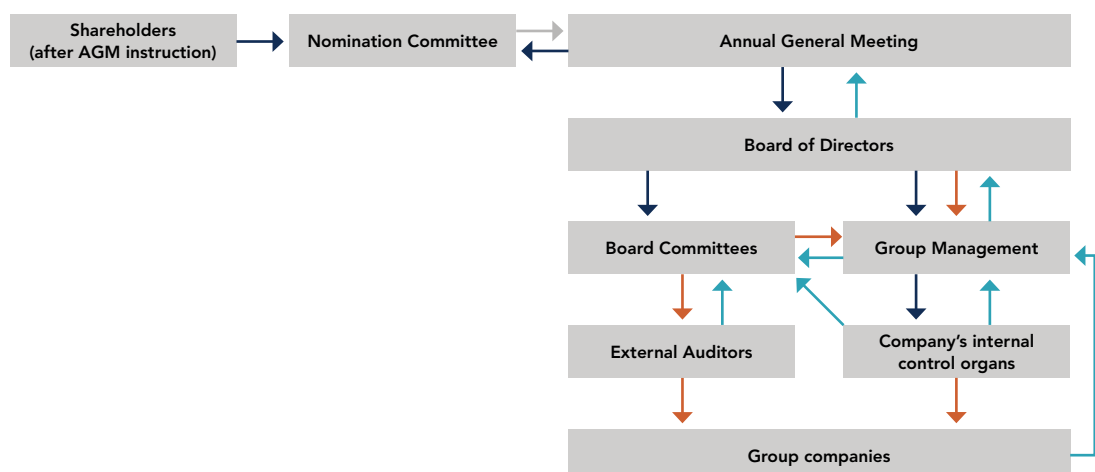 Shareholders
(after AGM instruction)
Nomination Committee
Annual General Meeting
Board of Directors
Board Committees
Group Management
External Auditors
Company’s internal
control organs
Group companies